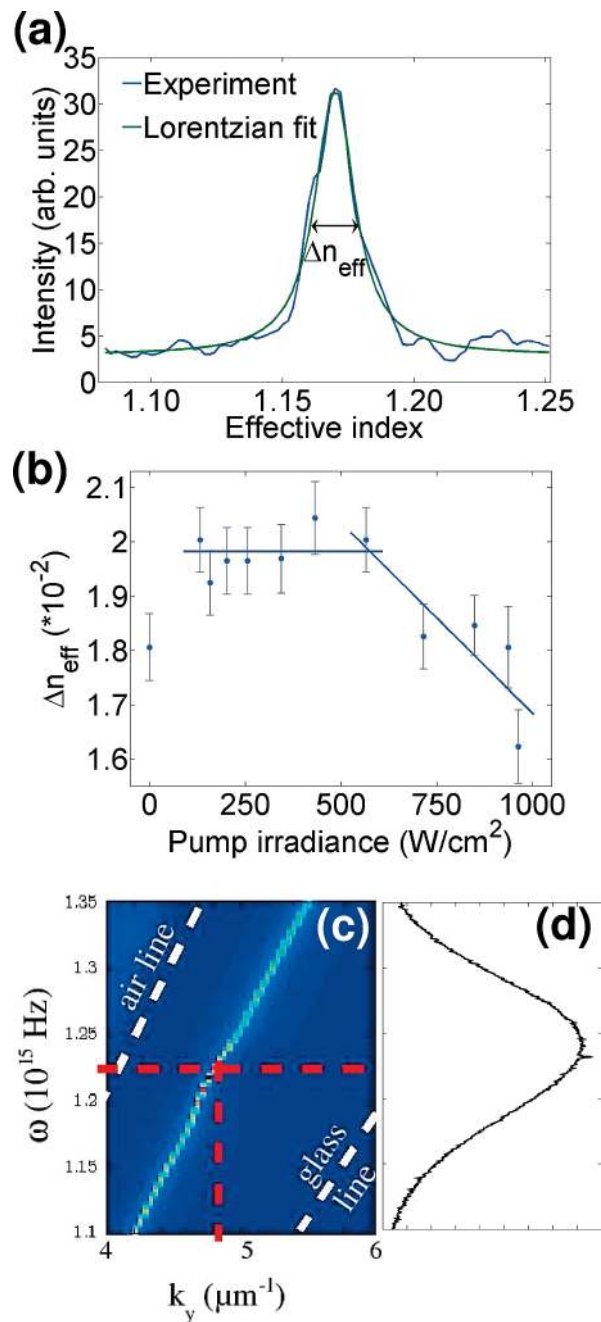 (a)
35
30
25
20
15
10
5
0
Intensity (arb. units)
Experiment
Lorentzian fit
Δn_eff
1.10 1.15 1.20 1.25
Effective index
(b)
2.1
2
1.9
1.8
1.7
1.6
Δn_eff (*10^-2)
0 250 500 750 1000
Pump irradiance (W/cm²)
(c)
1.35
1.3
1.25
1.2
1.15
1.1
ω (10^15 Hz)
air line
glass
line
4 5 6
k_y (μm^-1)
(d)